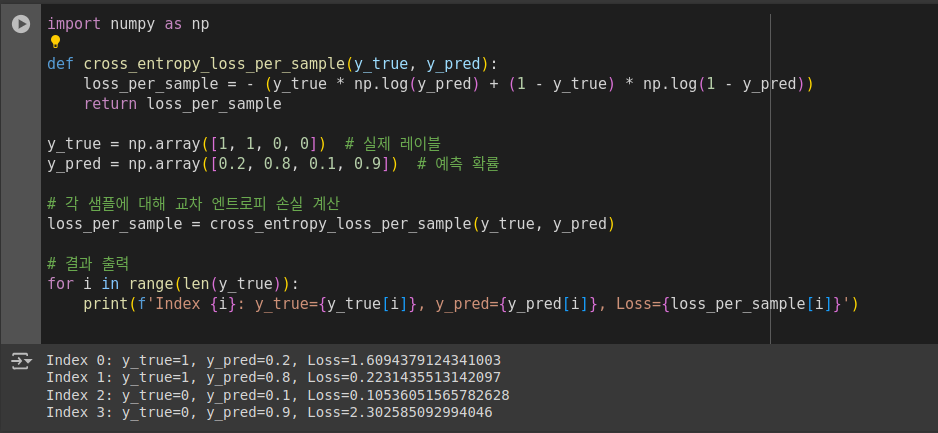 import numpy as np
def cross_entropy_loss_per_sample(y_true, y_pred):
    loss_per_sample = - (y_true * np.log(y_pred) + (1 - y_true) * np.log(1 - y_pred))
    return loss_per_sample
y_true = np.array([1, 1, 0, 0])  # 실제 레이블
y_pred = np.array([0.2, 0.8, 0.1, 0.9])  # 예측 확률
# 각 샘플에 대해 교차 엔트로피 손실 계산
loss_per_sample = cross_entropy_loss_per_sample(y_true, y_pred)
# 결과 출력
for i in range(len(y_true)):
    print(f'Index {i}: y_true={y_true[i]}, y_pred={y_pred[i]}, Loss={loss_per_sample[i]}')
Index 0: y_true=1, y_pred=0.2, Loss=1.6094379124341003
Index 1: y_true=1, y_pred=0.8, Loss=0.2231435513142097
Index 2: y_true=0, y_pred=0.1, Loss=0.10536051565782628
Index 3: y_true=0, y_pred=0.9, Loss=2.302585092994046